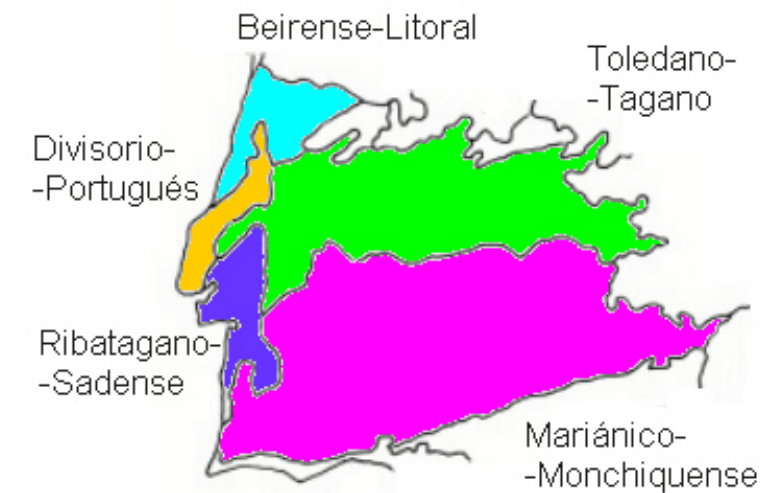 Beirense-Litoral
Toledano-
-Tagano
Divisorio-
-Portugués
Ribatagano-
-Sadense
Mariánico-
-Monchiquense